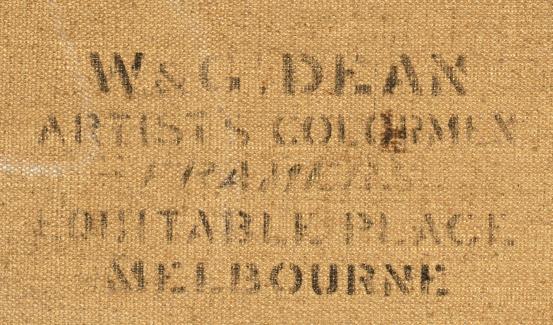 W & G. DEAN
ARTISTS COLORMEN
& FRAMERS
EQUITABLE PLACE
MELBOURNE